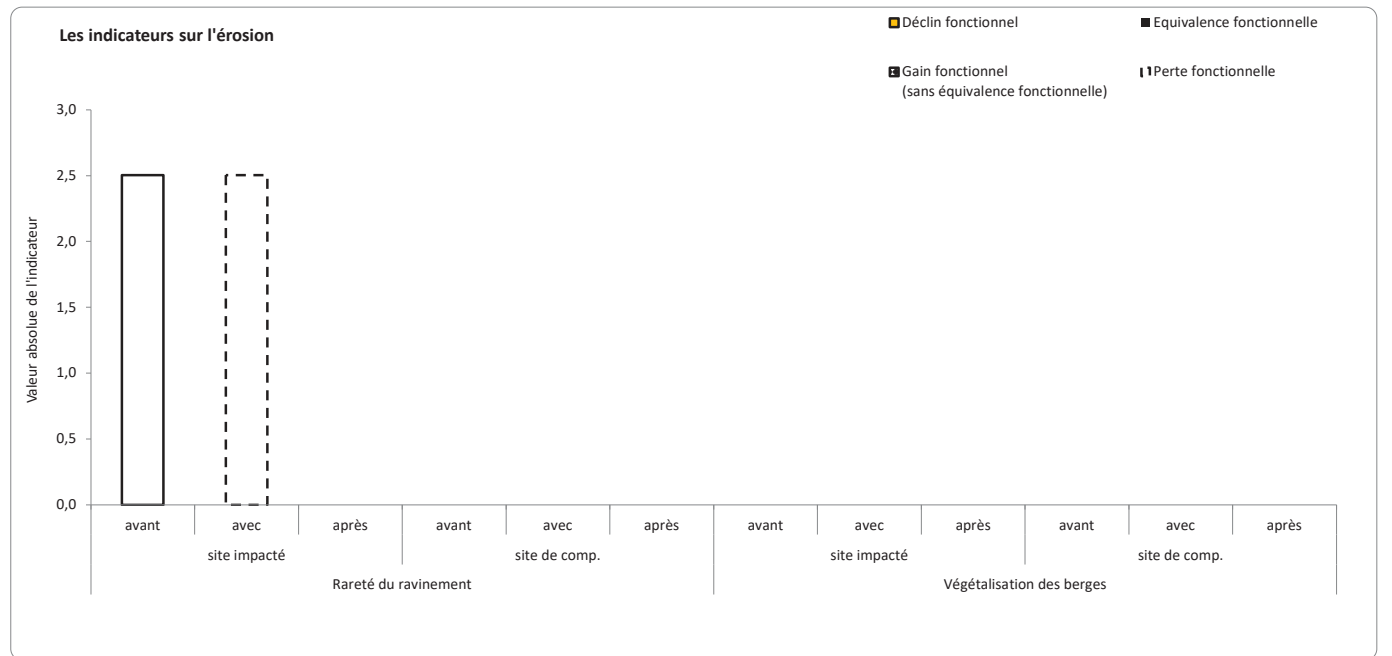 Les indicateurs sur l'érosion
Déclin fonctionnel
Equivalence fonctionnelle
Gain fonctionnel
(sans équivalence fonctionnelle)
Perte fonctionnelle
Valeur absolue de l'indicateur
3,0
2,5
2,0
1,5
1,0
0,5
0,0
avant avec après avant avec après avant avec après avant avec après
site impacté site de comp. site impacté site de comp.
Rareté du ravinement Végétalisation des berges